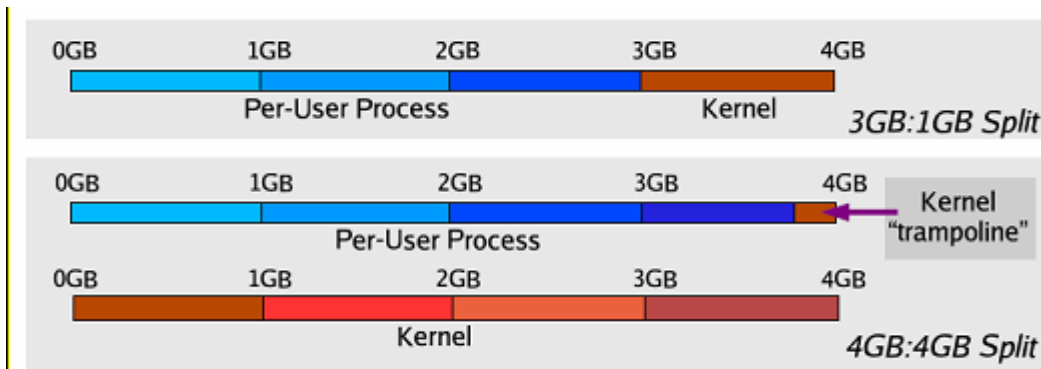 0GB 1GB 2GB 3GB 4GB
Per-User Process Kernel
3GB:1GB Split
0GB 1GB 2GB 3GB 4GB
Kernel
"trampoline"
Per-User Process
0GB 1GB 2GB 3GB 4GB
Kernel
4GB:4GB Split